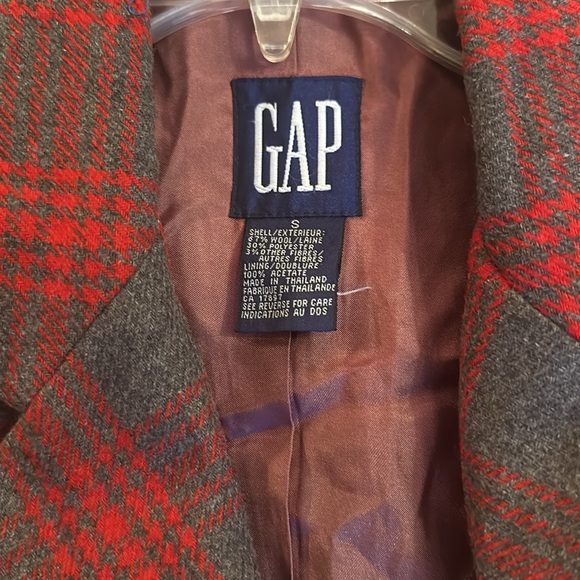 GAP
S
SHELL/EXTERIEUR:
67% WOOL/LAINE
30% POLYESTER
3% OTHER FIBRES/
AUTRES FIBRES
LINING/DOUBLURE
100% ACETATE
MADE IN THAILAND
FABRIQUE EN THAILANDE
CA 17897
SEE REVERSE FOR CARE
INDICATIONS AU DOS